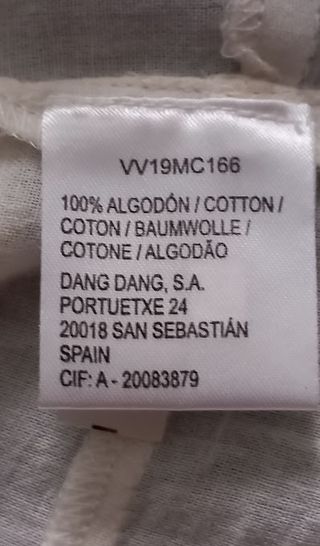 VV19MC166
100% ALGODÓN / COTTON /
COTON / BAUMWOLLE /
COTONE / ALGODÃO
DANG DANG, S.A.
PORTUETXE 24
20018 SAN SEBASTIÁN
SPAIN
CIF: A - 20083879